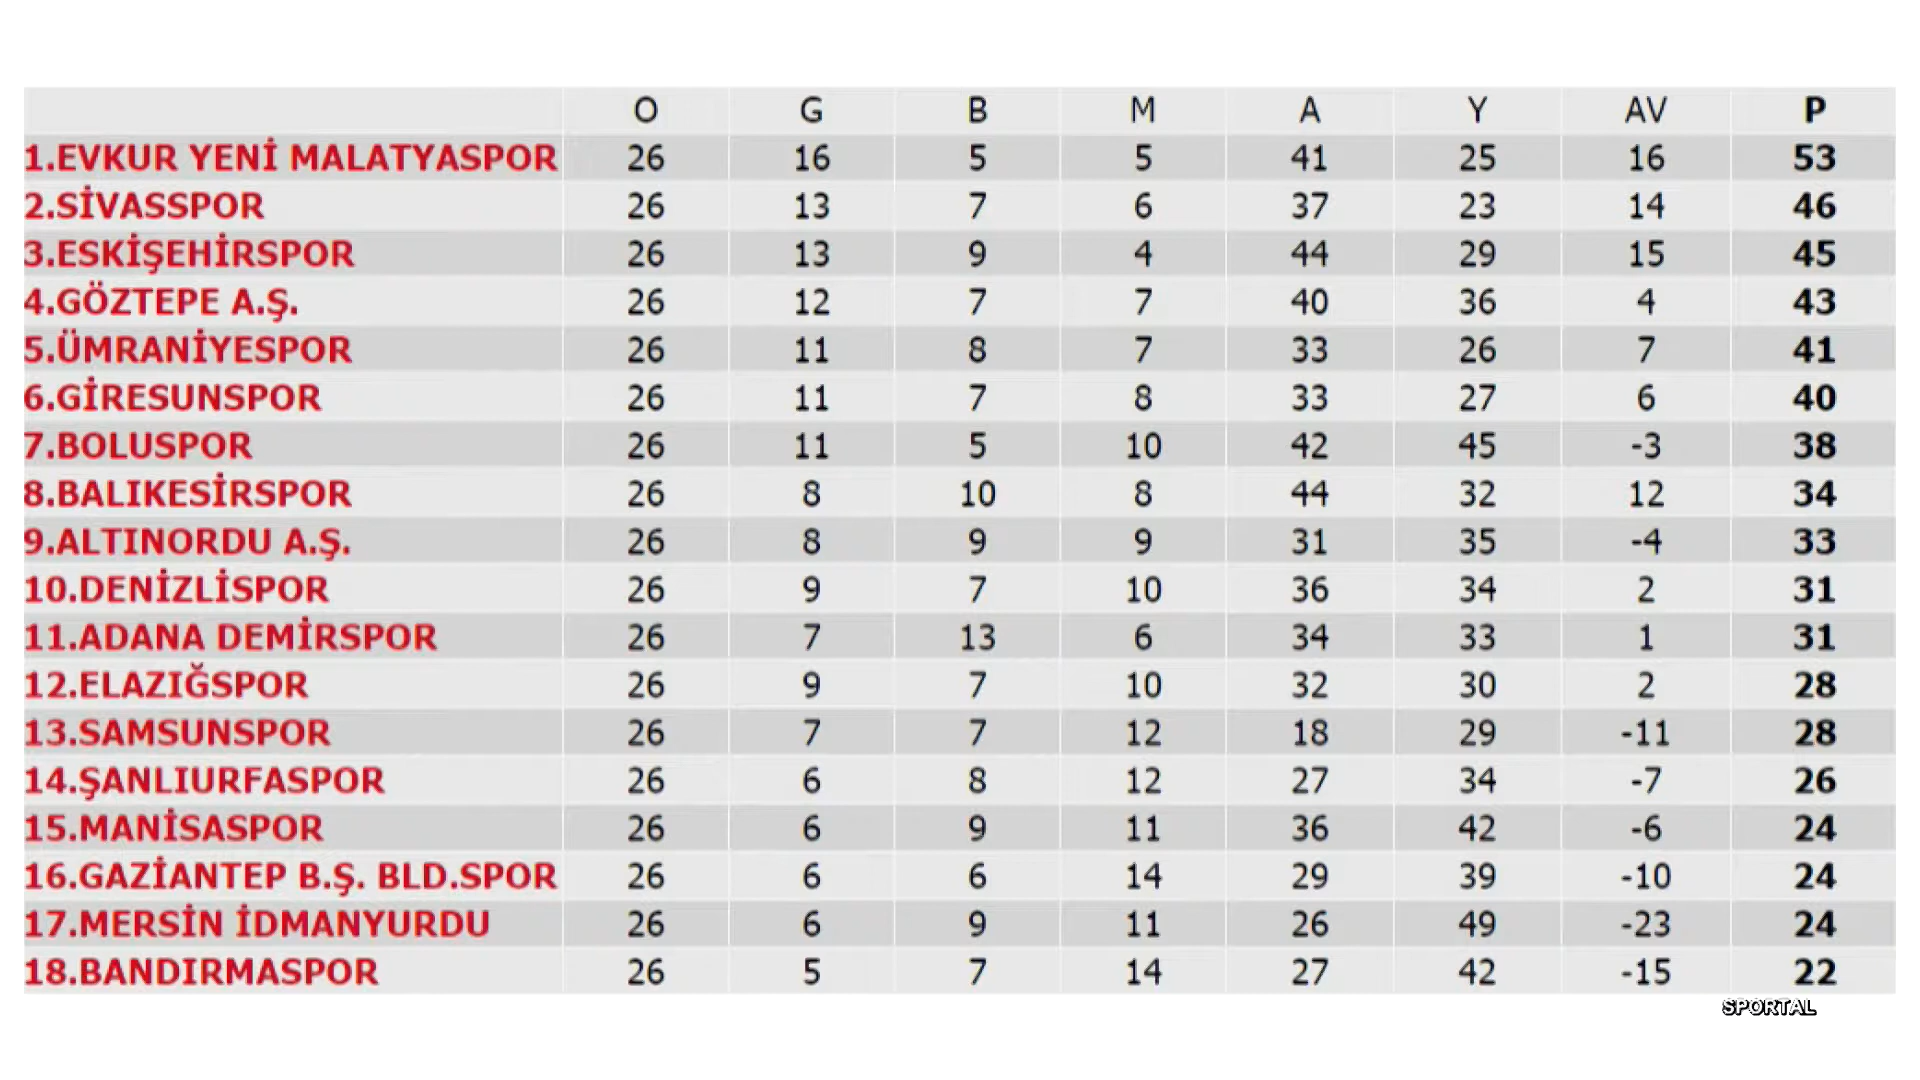 O G B M A Y AV P
1.EVKUR YENİ MALATYASPOR 26 16 5 5 41 25 16 53
2.SİVASSPOR 26 13 7 6 37 23 14 46
3.ESKİŞEHİRSPOR 26 13 9 4 44 29 15 45
4.GÖZTEPE A.Ş. 26 12 7 7 40 36 4 43
5.ÜMRANİYESPOR 26 11 8 7 33 26 7 41
6.GİRESUNSPOR 26 11 7 8 33 27 6 40
7.BOLUSPOR 26 11 5 10 42 45 -3 38
8.BALIKESİRSPOR 26 8 10 8 44 32 12 34
9.ALTINORDU A.Ş. 26 8 9 9 31 35 -4 33
10.DENİZLİSPOR 26 9 7 10 36 34 2 31
11.ADANA DEMİRSPOR 26 7 13 6 34 33 1 31
12.ELAZIĞSPOR 26 9 7 10 32 30 2 28
13.SAMSUNSPOR 26 7 7 12 18 29 -11 28
14.ŞANLIURFASPOR 26 6 8 12 27 34 -7 26
15.MANİSASPOR 26 6 9 11 36 42 -6 24
16.GAZİANTEP B.Ş. BLD.SPOR 26 6 6 14 29 39 -10 24
17.MERSİN İDMANYURDU 26 6 9 11 26 49 -23 24
18.BANDIRMASPOR 26 5 7 14 27 42 -15 22
SPORTAL